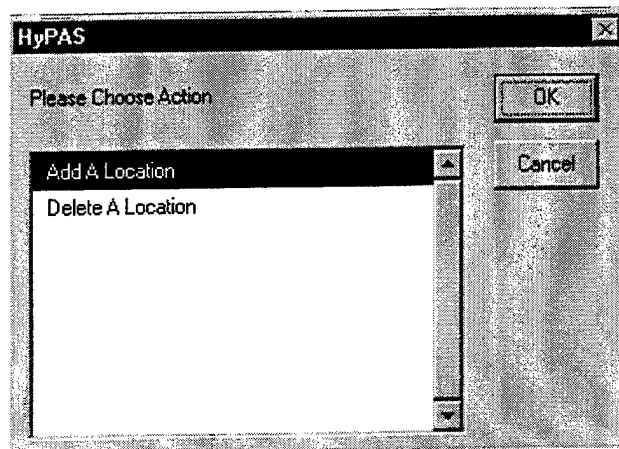 HyPAS
Please Choose Action
OK
Cancel
Add A Location
Delete A Location